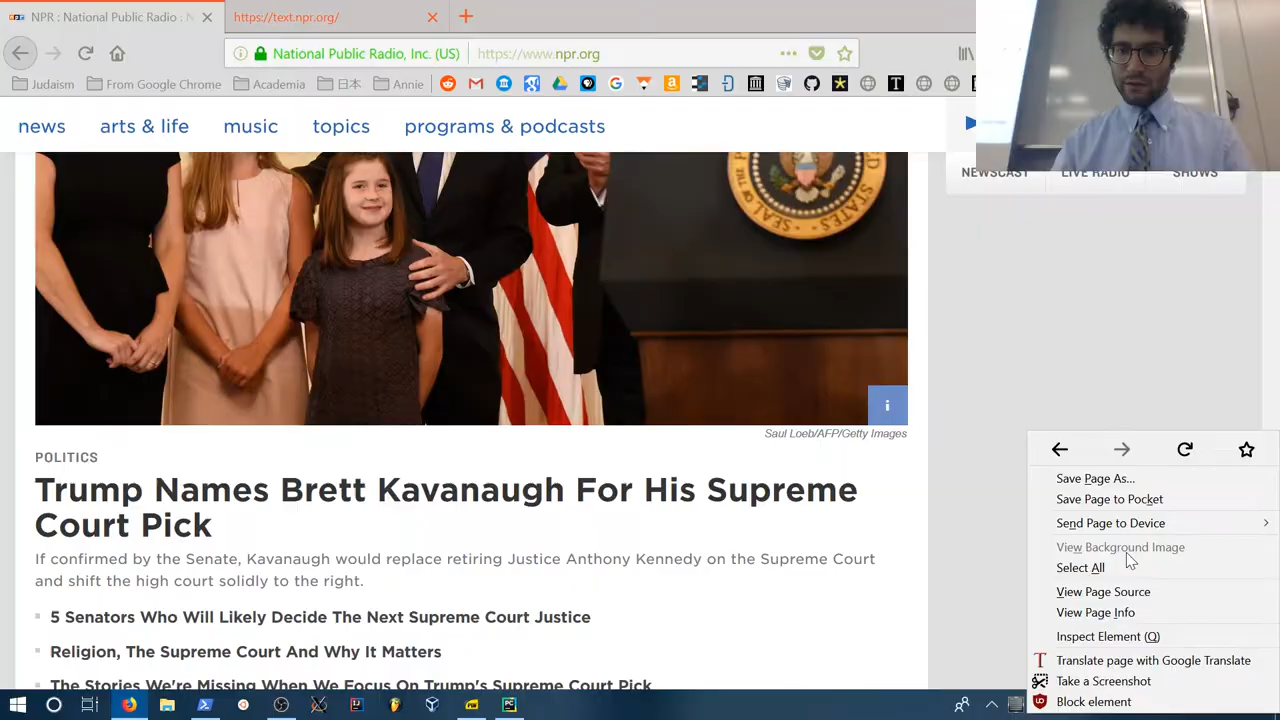 NPR : National Public Radio : N
https://text.npr.org/
National Public Radio, Inc. (US)
https://www.npr.org
Judaism
From Google Chrome
Academia
日本
Annie
news
arts & life
music
topics
programs & podcasts
NEWSCAST
LIVE RADIO
SHOWS
SEAL OF
STATES
i
Saul Loeb/AFP/Getty Images
POLITICS
Trump Names Brett Kavanaugh For His Supreme
Court Pick
If confirmed by the Senate, Kavanaugh would replace retiring Justice Anthony Kennedy on the Supreme Court
and shift the high court solidly to the right.
5 Senators Who Will Likely Decide The Next Supreme Court Justice
Religion, The Supreme Court And Why It Matters
The Stories We're Missing When We Focus On Trump's Supreme Court Pick
Save Page As...
Save Page to Pocket
Send Page to Device
View Background Image
Select All
View Page Source
View Page Info
Inspect Element (Q)
Translate page with Google Translate
Take a Screenshot
Block element